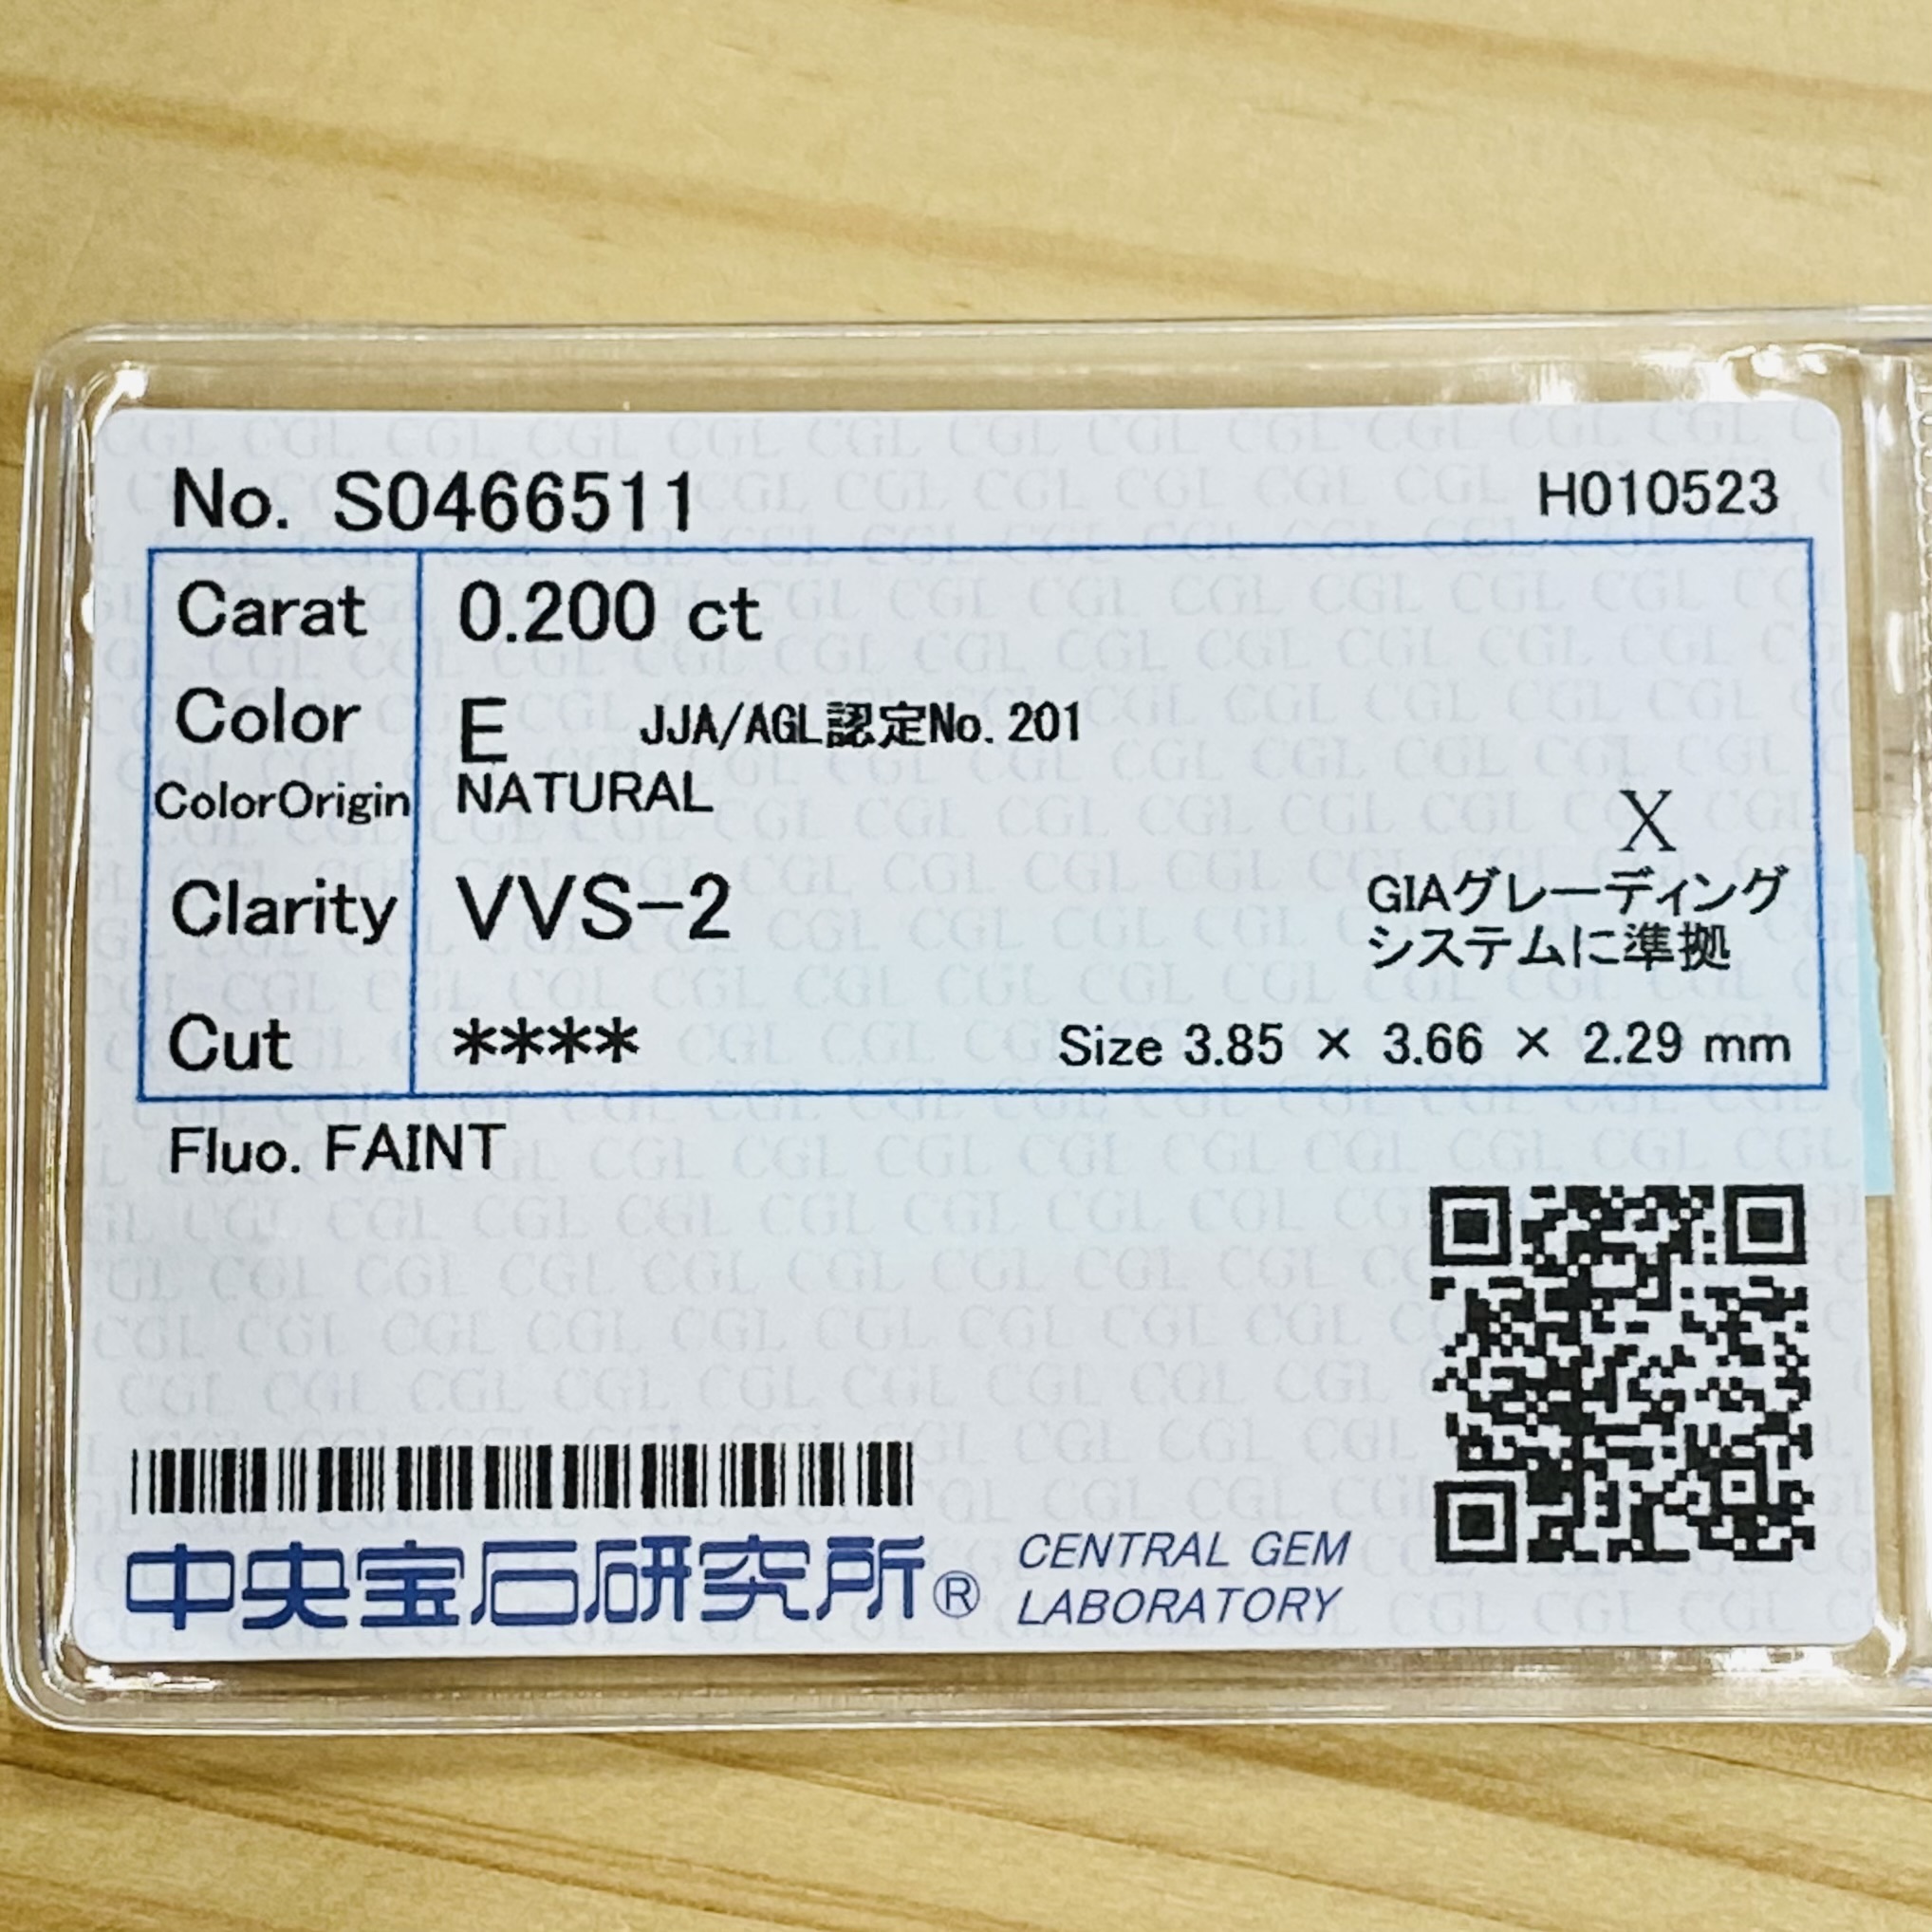 No. S0466511 H010523
Carat 0.200 ct
Color E JJA/AGL認定No.201
ColorOrigin NATURAL
X
Clarity VVS-2 GIAグレーディング
システムに準拠
Cut **** Size 3.85 × 3.66 × 2.29 mm
Fluo. FAINT
中央宝石研究所® CENTRAL GEM
LABORATORY